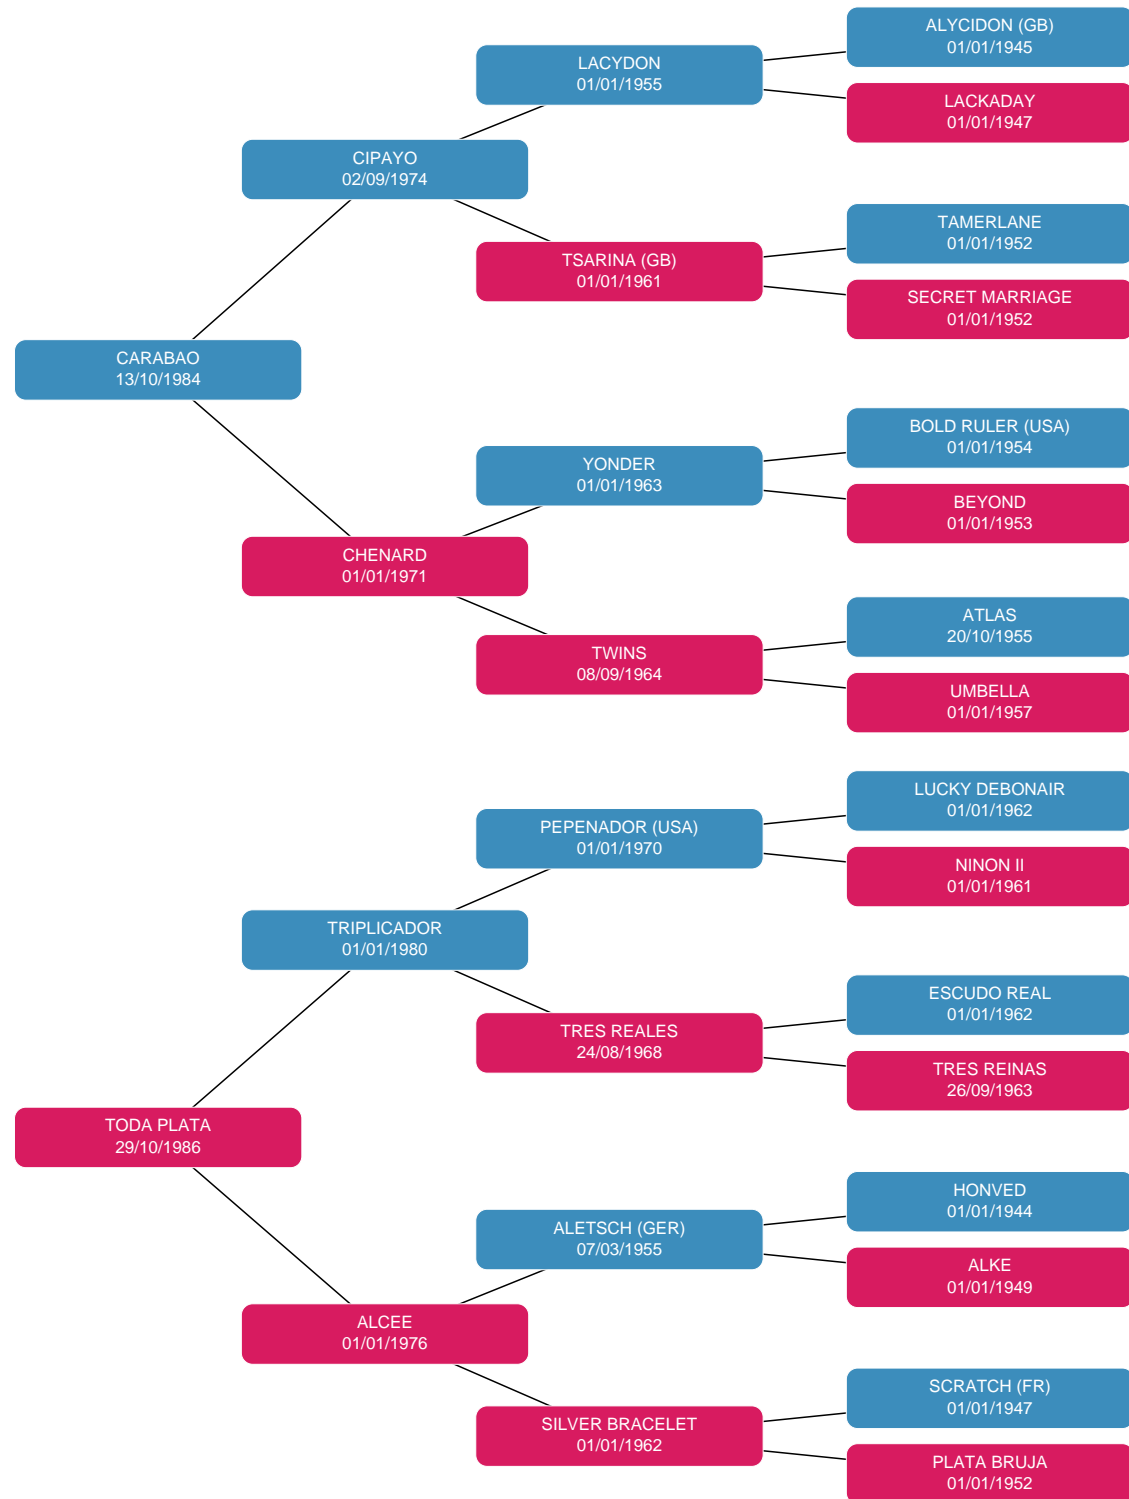 ALYCIDON (GB)
01/01/1945
LACYDON
01/01/1955
LACKADAY
01/01/1947
CIPAYO
02/09/1974
TAMERLANE
01/01/1952
TSARINA (GB)
01/01/1961
SECRET MARRIAGE
01/01/1952
CARABAO
13/10/1984
BOLD RULER (USA)
01/01/1954
YONDER
01/01/1963
BEYOND
01/01/1953
CHENARD
01/01/1971
ATLAS
20/10/1955
TWINS
08/09/1964
UMBELLA
01/01/1957
LUCKY DEBONAIR
01/01/1962
PEPENADOR (USA)
01/01/1970
NINON II
01/01/1961
TRIPLICADOR
01/01/1980
ESCUDO REAL
01/01/1962
TRES REALES
24/08/1968
TRES REINAS
26/09/1963
TODA PLATA
29/10/1986
HONVED
01/01/1944
ALETSCH (GER)
07/03/1955
ALKE
01/01/1949
ALCEE
01/01/1976
SCRATCH (FR)
01/01/1947
SILVER BRACELET
01/01/1962
PLATA BRUJA
01/01/1952